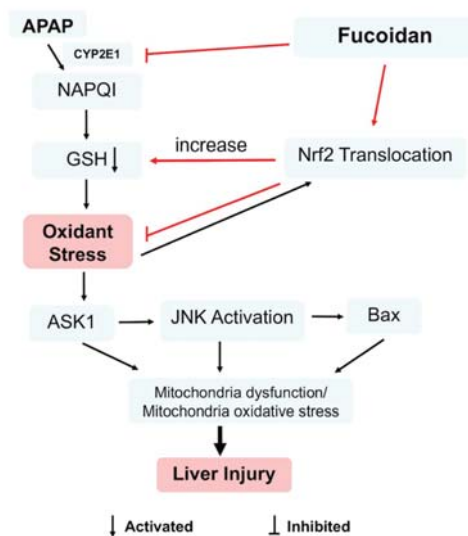 APAP
CYP2E1
Fucoidan
NAPQI
increase
GSH
Nrf2 Translocation
Oxidant
Stress
ASK1
JNK Activation
Bax
Mitochondria dysfunction/
Mitochondria oxidative stress
Liver Injury
Activated
Inhibited